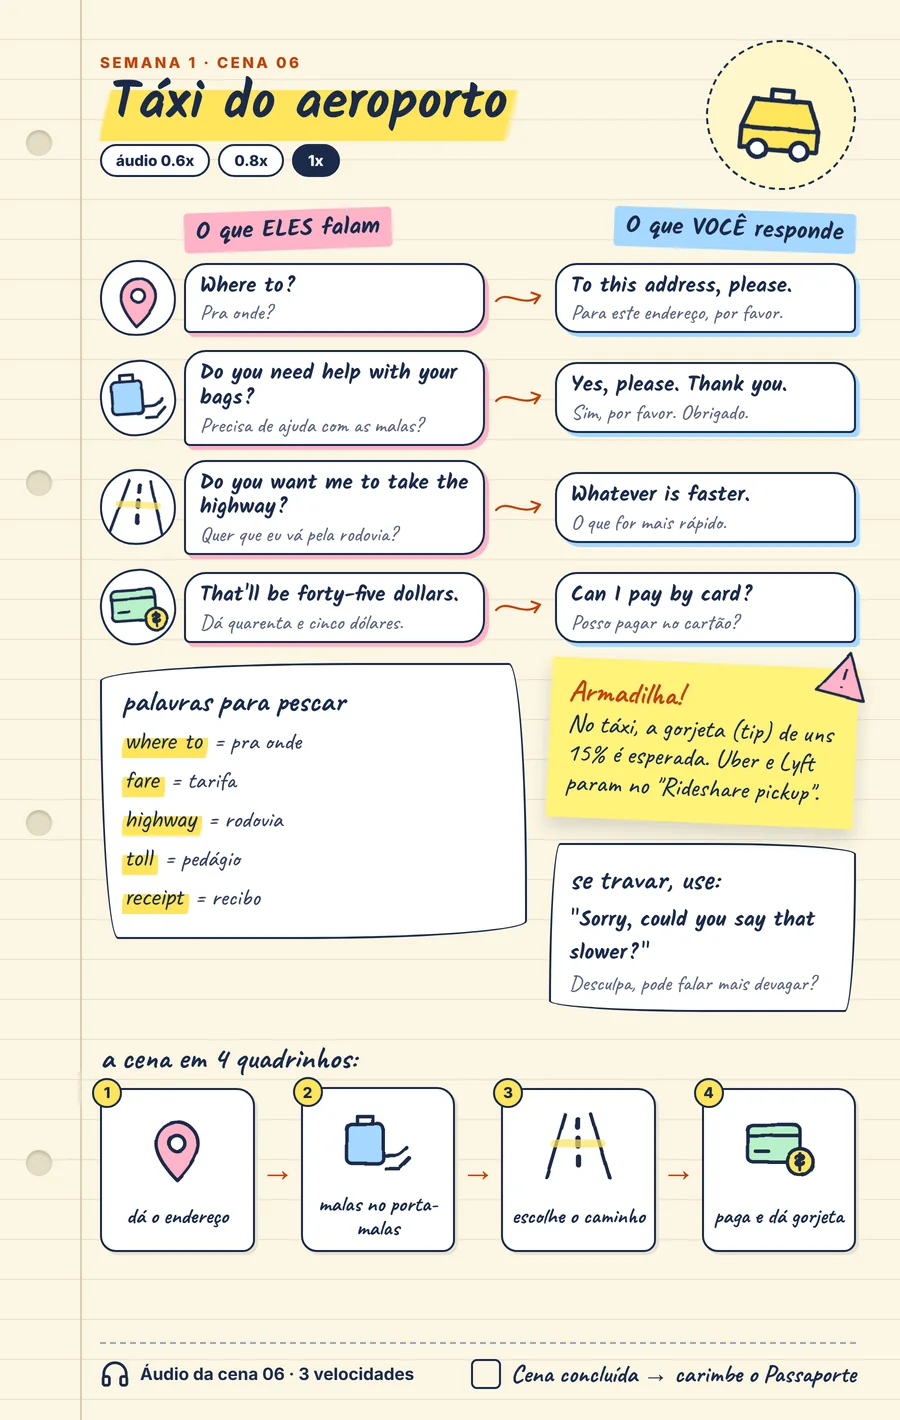 SEMANA 1 · CENA 06
Táxi do aeroporto
áudio 0.6x
0.8x
1x
O que ELES falam
O que VOCÊ responde
Where to?
Pra onde?
To this address, please.
Para este endereço, por favor.
Do you need help with your
bags?
Precisa de ajuda com as malas?
Yes, please. Thank you.
Sim, por favor. Obrigado.
Do you want me to take the
highway?
Quer que eu vá pela rodovia?
Whatever is faster.
O que for mais rápido.
That'll be forty-five dollars.
Dá quarenta e cinco dólares.
Can I pay by card?
Posso pagar no cartão?
palavras para pescar
where to = pra onde
fare = tarifa
highway = rodovia
toll = pedágio
receipt = recibo
Armadilha!
No táxi, a gorjeta (tip) de uns
15% é esperada. Uber e Lyft
param no "Rideshare pickup".
se travar, use:
"Sorry, could you say that
slower?"
Desculpa, pode falar mais devagar?
a cena em 4 quadrinhos:
1
dá o endereço
→
2
malas no porta-
malas
→
3
escolhe o caminho
→
4
paga e dá gorjeta
Áudio da cena 06 · 3 velocidades
Cena concluída → carimbe o Passaporte